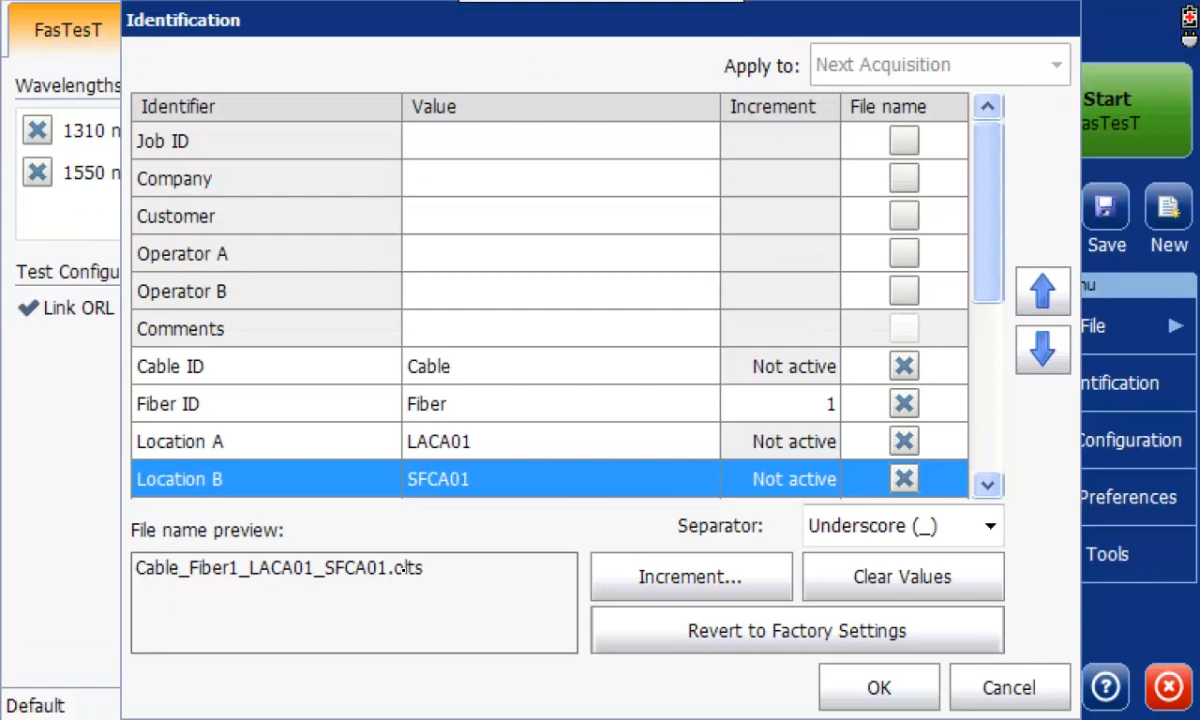 FasTesT
Identification
Apply to: Next Acquisition
Wavelengths
1310 n
1550 n
Test Configu
Link ORL
Default
Identifier Value Increment File name
Job ID
Company
Customer
Operator A
Operator B
Comments
Cable ID Cable Not active
Fiber ID Fiber 1
Location A LACA01 Not active
Location B SFCA01 Not active
File name preview:
Cable_Fiber1_LACA01_SFCA01.olts
Separator: Underscore (_)
Increment...
Clear Values
Revert to Factory Settings
OK
Cancel
Start
asTesT
Save New
nu
File
ntification
Configuration
Preferences
Tools